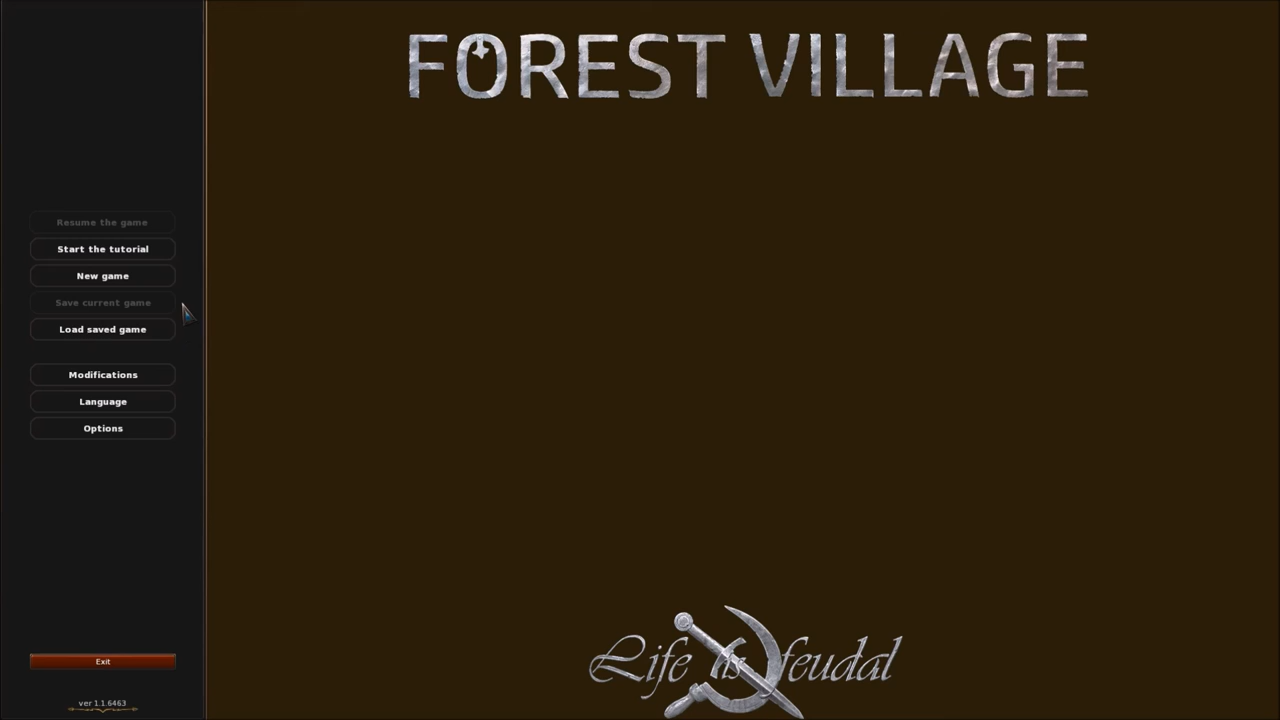 FOREST VILLAGE
Resume the game
Start the tutorial
New game
Save current game
Load saved game
Modifications
Language
Options
Life is feudal
Exit
ver 1.1.6463